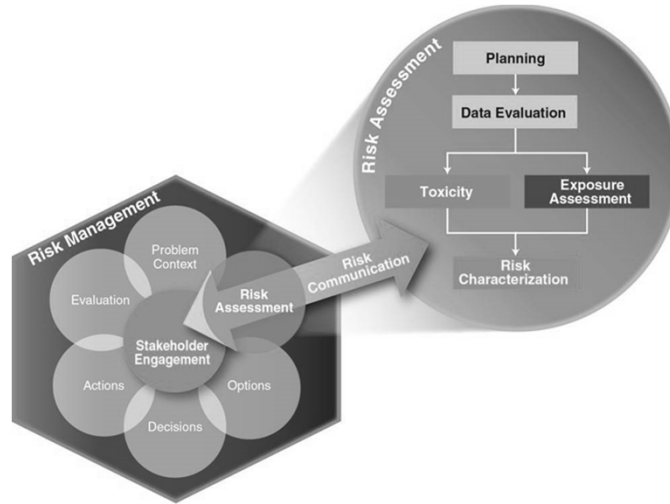 Risk Assessment
Planning
Data Evaluation
Toxicity
Exposure
Assessment
Risk
Characterization
Risk Management
Problem
Context
Evaluation
Risk
Assessment
Risk
Communication
Stakeholder
Engagement
Actions
Options
Decisions